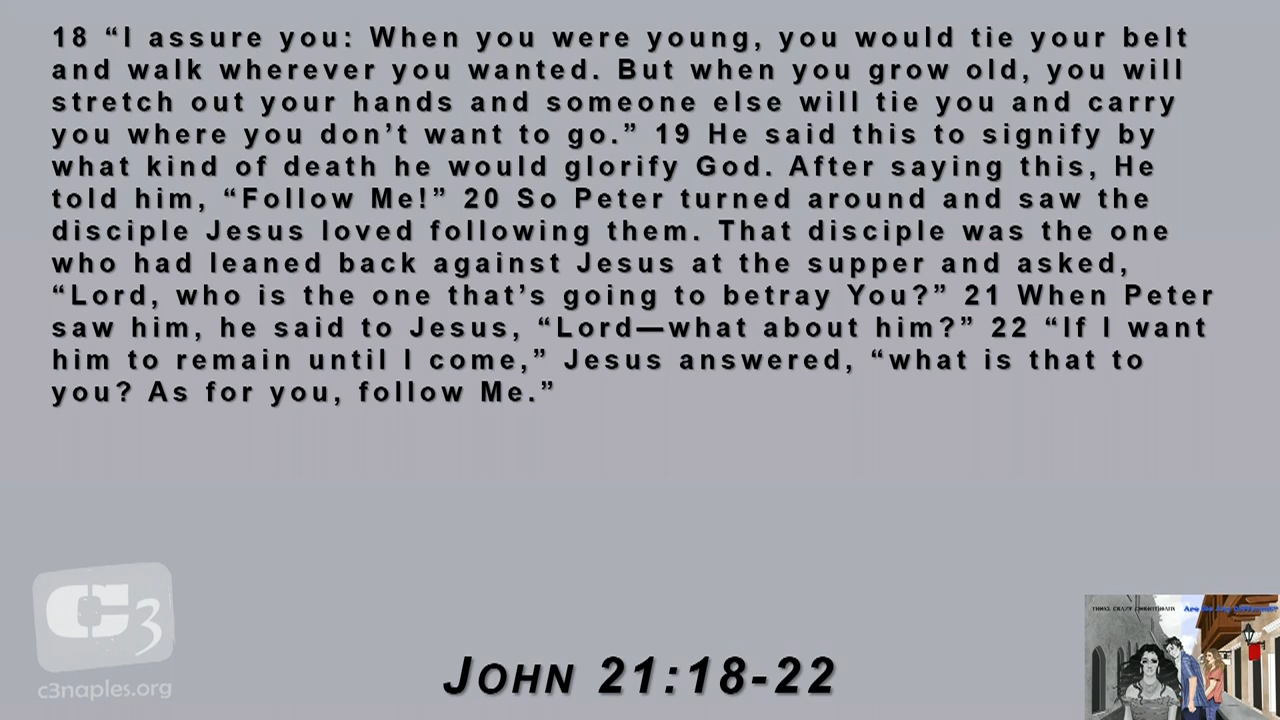 18 “I assure you: When you were young, you would tie your belt
and walk wherever you wanted. But when you grow old, you will
stretch out your hands and someone else will tie you and carry
you where you don’t want to go.” 19 He said this to signify by
what kind of death he would glorify God. After saying this, He
told him, “Follow Me!” 20 So Peter turned around and saw the
disciple Jesus loved following them. That disciple was the one
who had leaned back against Jesus at the supper and asked,
“Lord, who is the one that’s going to betray You?” 21 When Peter
saw him, he said to Jesus, “Lord—what about him?” 22 “If I want
him to remain until I come,” Jesus answered, “what is that to
you? As for you, follow Me.”
C3
c3naples.org
JOHN 21:18-22
THOSE CRAZY CORINTHIANS
Are We Any Different?